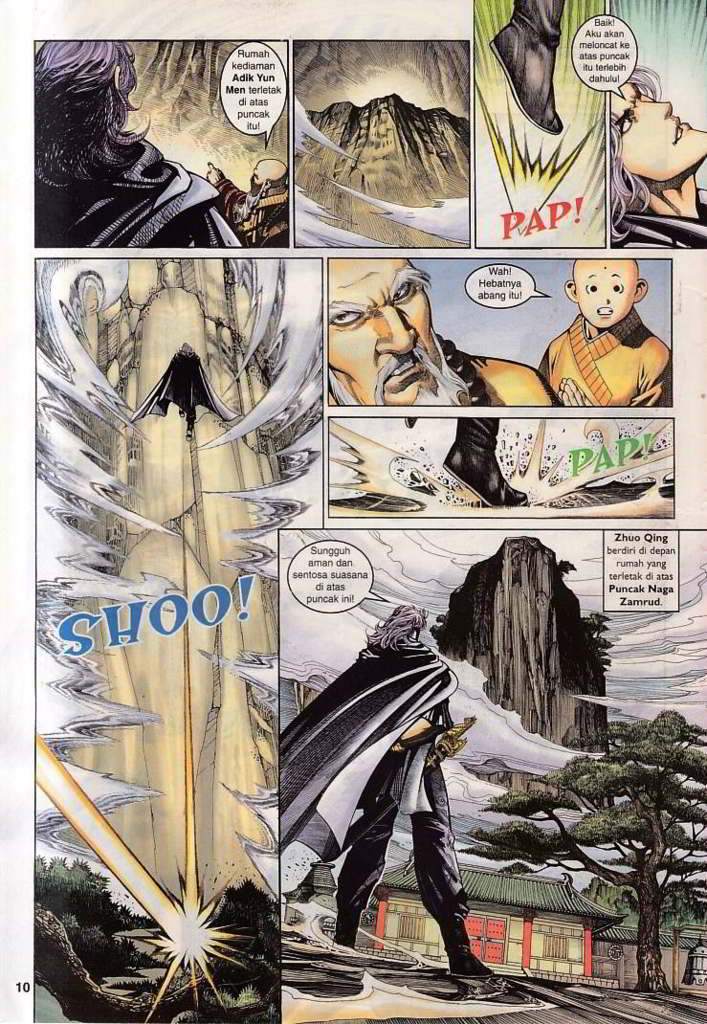 Rumah
kediaman
Adik Yun
Men terletak
di atas
puncak
itu!
Baik!
Aku akan
meloncat ke
atas puncak
itu terlebih
dahulu!
PAP!
SHOO!
Wah!
Hebatnya
abang itu!
PAP!
Sungguh
aman dan
sentosa suasana
di atas
puncak ini!
Zhuo Qing
berdiri di depan
rumah yang
terletak di atas
Puncak Naga
Zamrud.
10